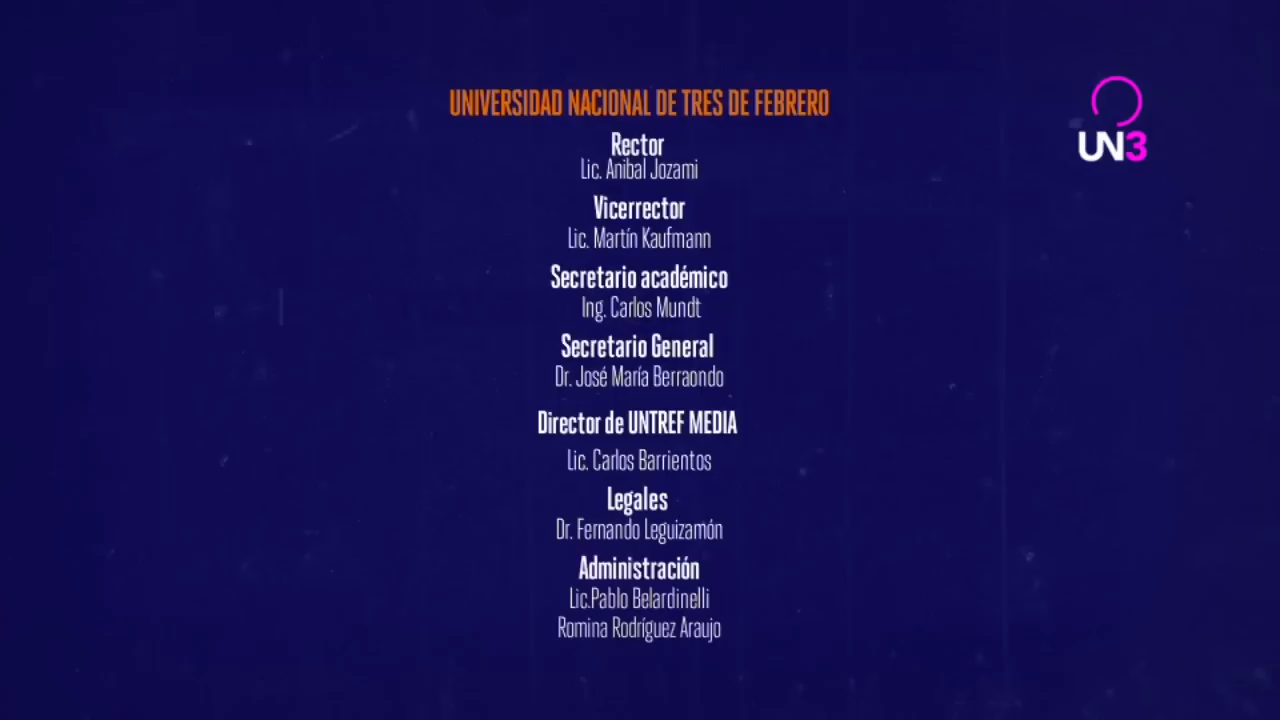 UNIVERSIDAD NACIONAL DE TRES DE FEBRERO
Rector
Lic. Anibal Jozami
Vicerrector
Lic. Martín Kaufmann
Secretario académico
Ing. Carlos Mundt
Secretario General
Dr. José María Berraondo
Director de UNTREF MEDIA
Lic. Carlos Barrientos
Legales
Dr. Fernando Leguizamón
Administración
Lic.Pablo Belardinelli
Romina Rodríguez Araujo
UN3